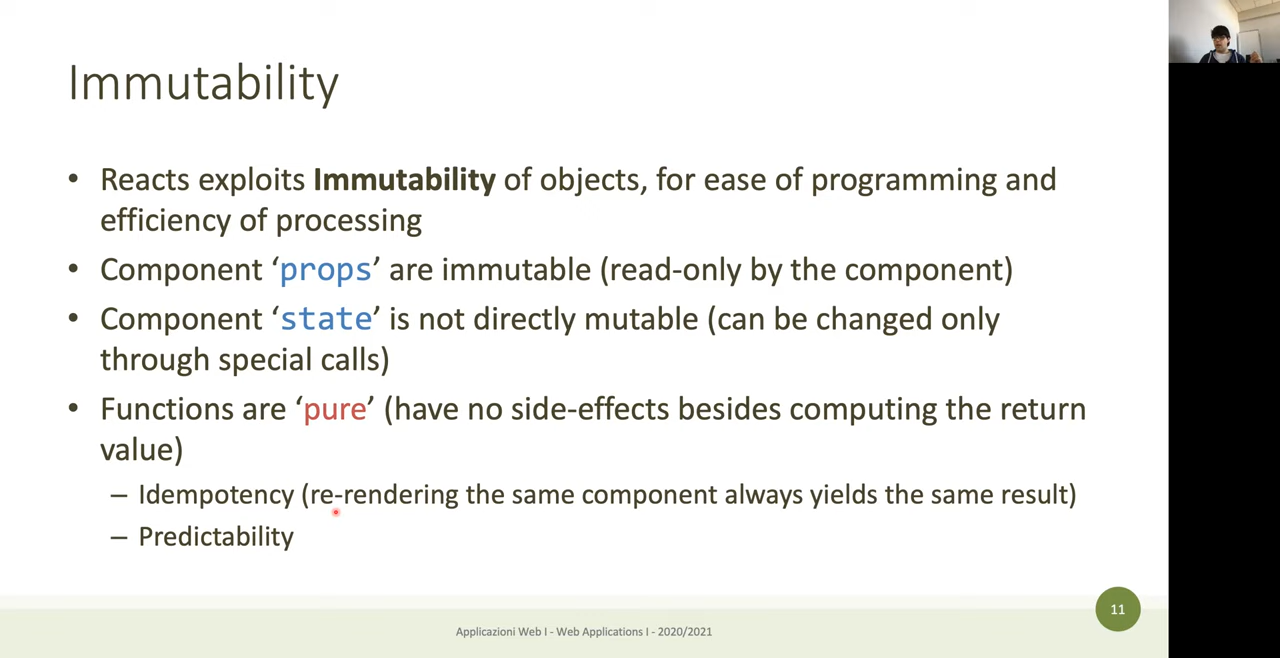 Immutability
• Reacts exploits Immutability of objects, for ease of programming and
efficiency of processing
• Component ‘props’ are immutable (read-only by the component)
• Component ‘state’ is not directly mutable (can be changed only
through special calls)
• Functions are ‘pure’ (have no side-effects besides computing the return
value)
– Idempotency (re-rendering the same component always yields the same result)
– Predictability
11
Applicazioni Web I - Web Applications I - 2020/2021